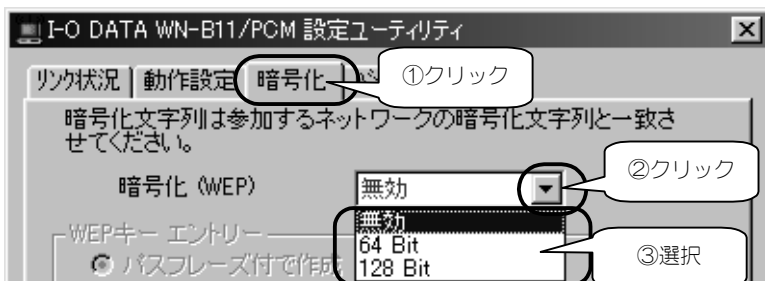 I-O DATA WN-B11/PCM 設定ユーティリティ
リンク状況 動作設定 暗号化
①クリック
暗号化文字列は参加するネットワークの暗号化文字列と一致さ
せてください。
②クリック
暗号化 (WEP) 無効
無効
64 Bit
128 Bit
③選択
WEPキー エントリー
パスフレーズ付で作成